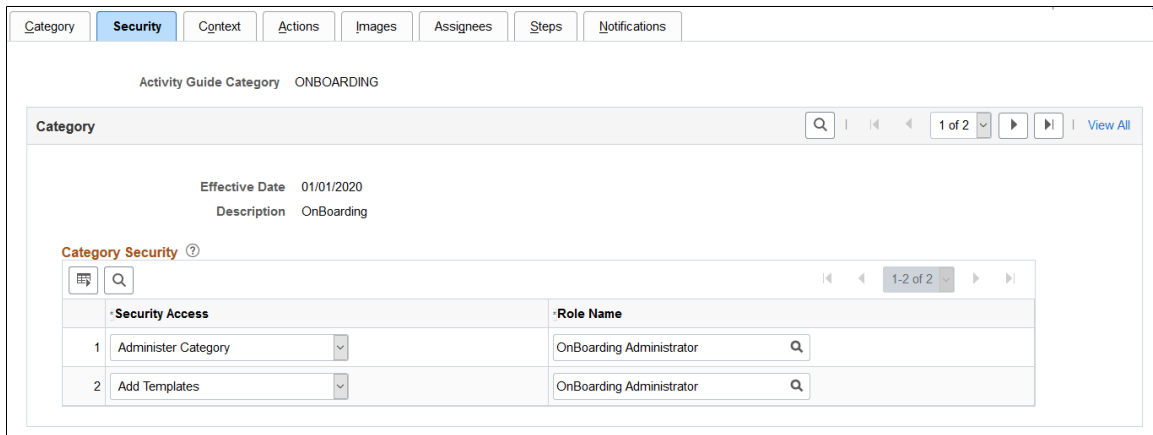 Category Security Context Actions Images Assignees Steps Notifications
Activity Guide Category ONBOARDING
Category 1 of 2 View All
Effective Date 01/01/2020
Description OnBoarding
Category Security ?
1-2 of 2
*Security Access *Role Name
1 Administer Category OnBoarding Administrator
2 Add Templates OnBoarding Administrator